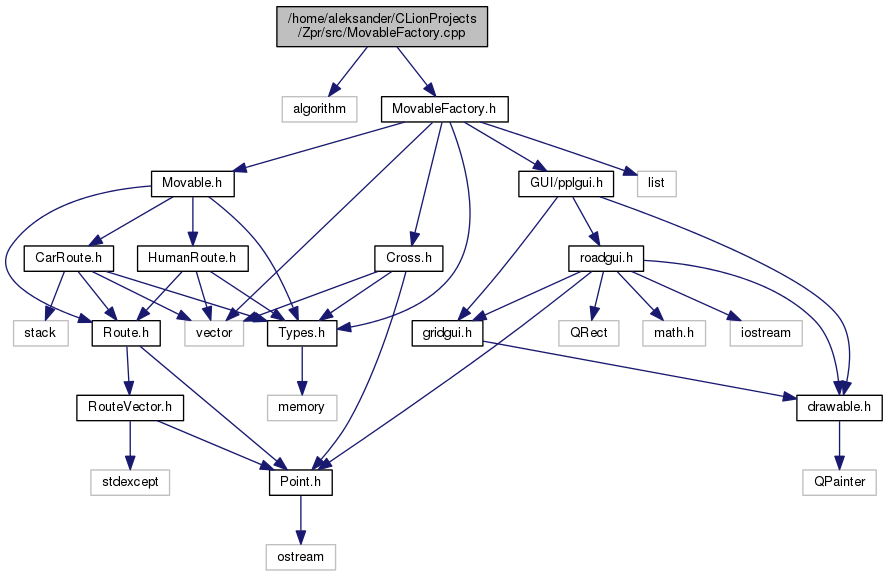 /home/aleksander/CLionProjects
/Zpr/src/MovableFactory.cpp
algorithm
MovableFactory.h
Movable.h
GUI/pplgui.h
list
CarRoute.h
HumanRoute.h
Cross.h
roadgui.h
stack
Route.h
vector
Types.h
gridgui.h
QRect
math.h
iostream
RouteVector.h
memory
drawable.h
stdexcept
Point.h
QPainter
ostream